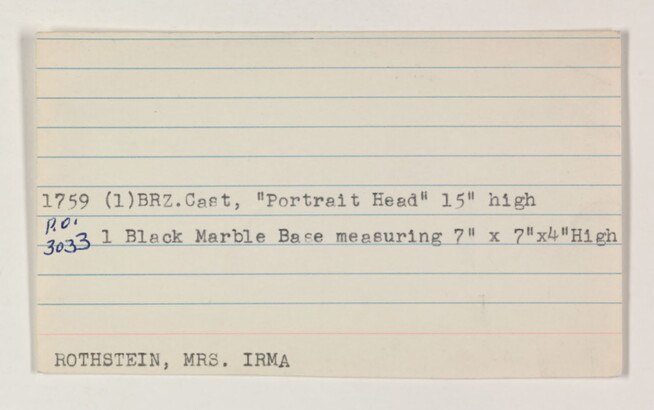 1759 (1)BRZ.Cast, "Portrait Head" 15" high
P.O.
3033 1 Black Marble Base measuring 7" x 7"x4"High
ROTHSTEIN, MRS. IRMA